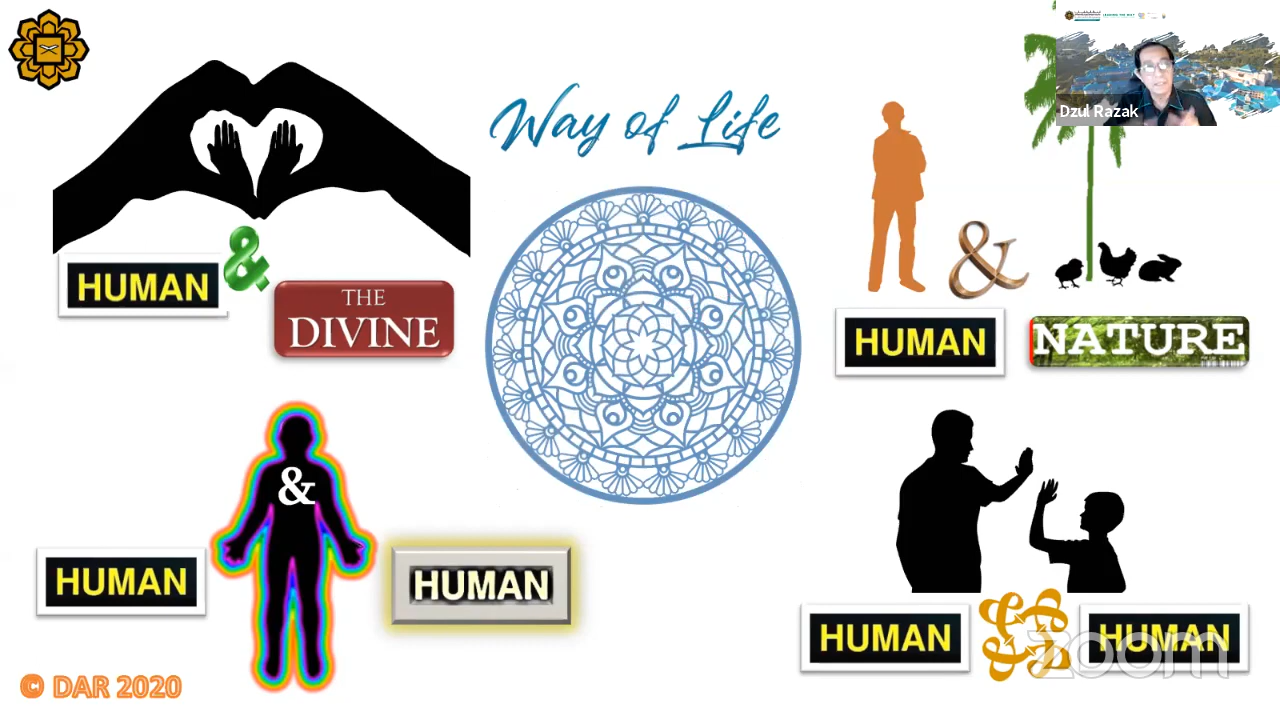 Way of Life
Dzul Razak
HUMAN
&
THE
DIVINE
&
HUMAN
NATURE
&
HUMAN
HUMAN
HUMAN
HUMAN
zoom
© DAR 2020